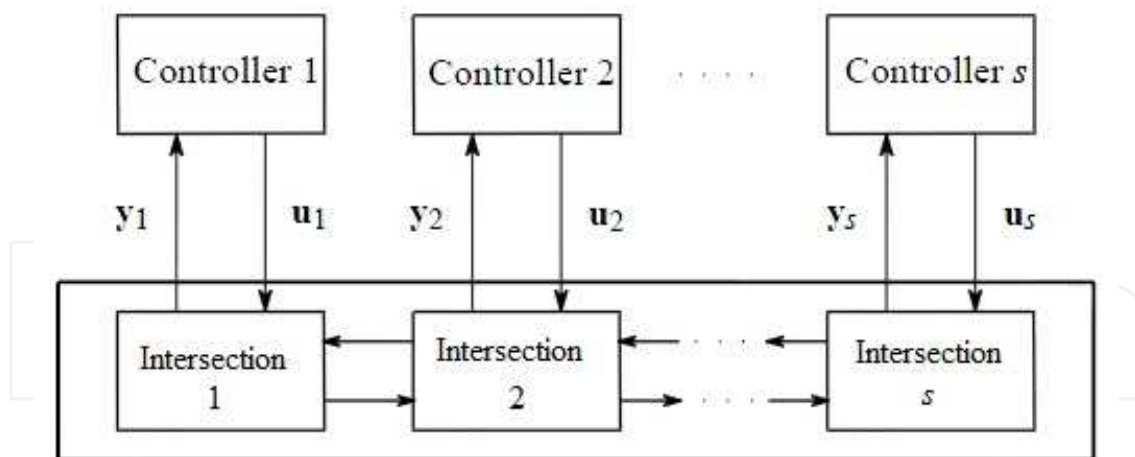 Controller 1
Controller 2
. . . .
Controller s
y1
u1
y2
u2
ys
us
Intersection
1
Intersection
2
. . . .
. . . .
Intersection
s